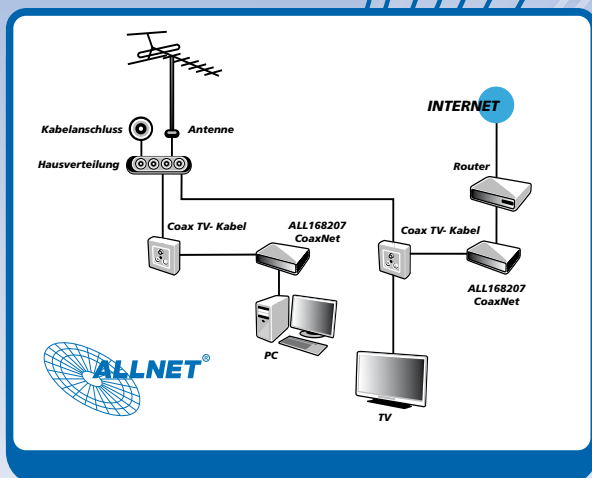 INTERNET
Kabelanschluss
Antenne
Hausverteilung
Router
Coax TV- Kabel
ALL168207
CoaxNet
Coax TV- Kabel
ALL168207
CoaxNet
PC
ALLNET®
TV